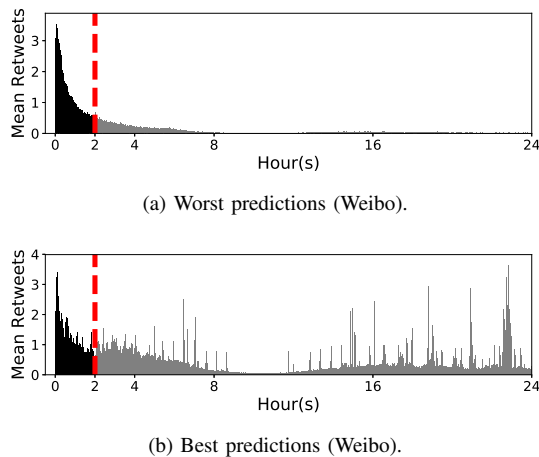 Mean Retweets
3
2
1
0
0 2 4 8 16 24
Hour(s)
(a) Worst predictions (Weibo).
Mean Retweets
4
3
2
1
0
0 2 4 8 16 24
Hour(s)
(b) Best predictions (Weibo).